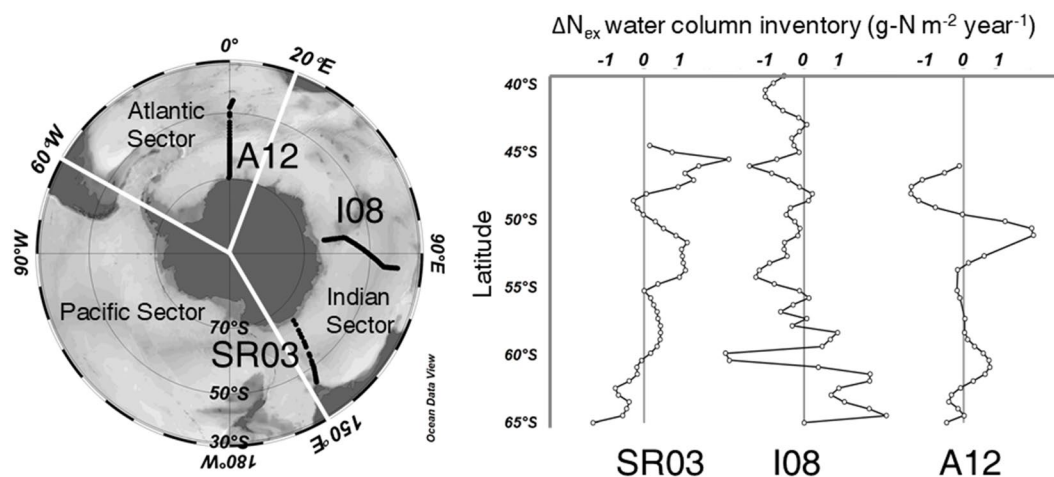 0°
20°E
Atlantic
Sector
60°W
A12
I08
90°W
90°E
Pacific Sector
Indian
Sector
70°S
SR03
50°S
150°E
30°S
180°W
Ocean Data View
ΔNex water column inventory (g-N m-2 year-1)
-1 0 1 -1 0 1 -1 0 1
40°S
45°S
50°S
55°S
60°S
65°S
Latitude
SR03 I08 A12